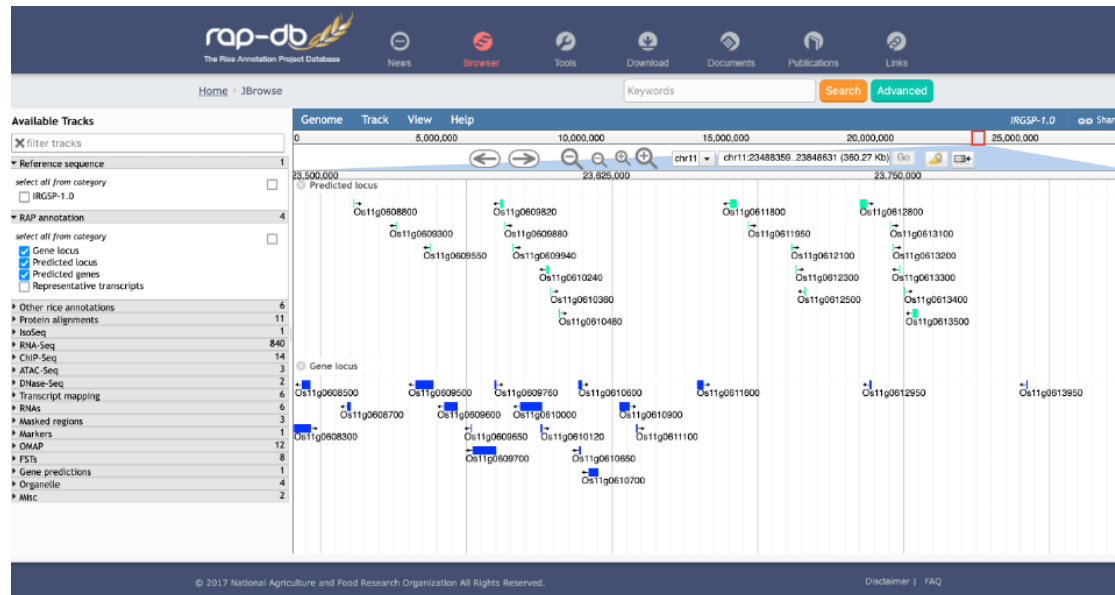 rap-db
The Rice Annotation Project Database
News Browser Tools Download Documents Publications Links
Home › JBrowse Keywords Search Advanced
Available Tracks
filter tracks
Reference sequence 1
select all from category
IRGSP-1.0
RAP annotation 4
select all from category
Gene locus
Predicted locus
Predicted genes
Representative transcripts
Other rice annotations 6
Protein alignments 11
IsoSeq 1
RNA-Seq 840
ChIP-Seq 14
ATAC-Seq 3
DNase-Seq 2
Transcript mapping 6
RNAs 6
Masked regions 3
Markers 1
OMAP 12
FSTs 8
Gene predictions 1
Organelle 4
Misc 2
Genome Track View Help IRGSP-1.0 Shar
0 5,000,000 10,000,000 15,000,000 20,000,000 25,000,000
chr11 chr11:23488359..23848631 (360.27 Kb) Go
23,500,000 23,625,000 23,750,000
Predicted locus
Os11g0608800 Os11g0609820 Os11g0611800 Os11g0612800
Os11g0609300 Os11g0609880 Os11g0611950 Os11g0613100
Os11g0609550 Os11g0609940 Os11g0612100 Os11g0613200
Os11g0610240 Os11g0612300 Os11g0613300
Os11g0610360 Os11g0612500 Os11g0613400
Os11g0610480 Os11g0613500
Gene locus
Os11g0608500 Os11g0609500 Os11g0609760 Os11g0610600 Os11g0611600 Os11g0612950 Os11g0613950
Os11g0608700 Os11g0609600 Os11g0610000 Os11g0610900
Os11g0608300 Os11g0609650 Os11g0610120 Os11g0611100
Os11g0609700 Os11g0610650
Os11g0610700
© 2017 National Agriculture and Food Research Organization All Rights Reserved. Disclaimer | FAQ